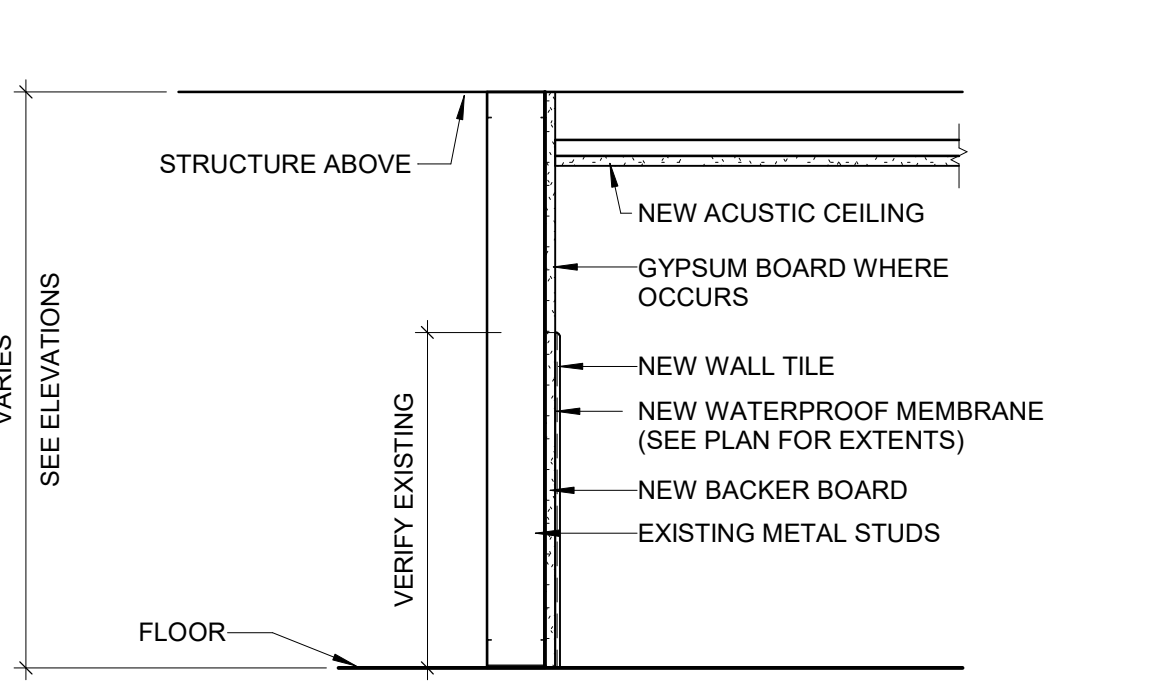 STRUCTURE ABOVE
NEW ACUSTIC CEILING
GYPSUM BOARD WHERE
OCCURS
VARIES
SEE ELEVATIONS
VERIFY EXISTING
NEW WALL TILE
NEW WATERPROOF MEMBRANE
(SEE PLAN FOR EXTENTS)
NEW BACKER BOARD
EXISTING METAL STUDS
FLOOR